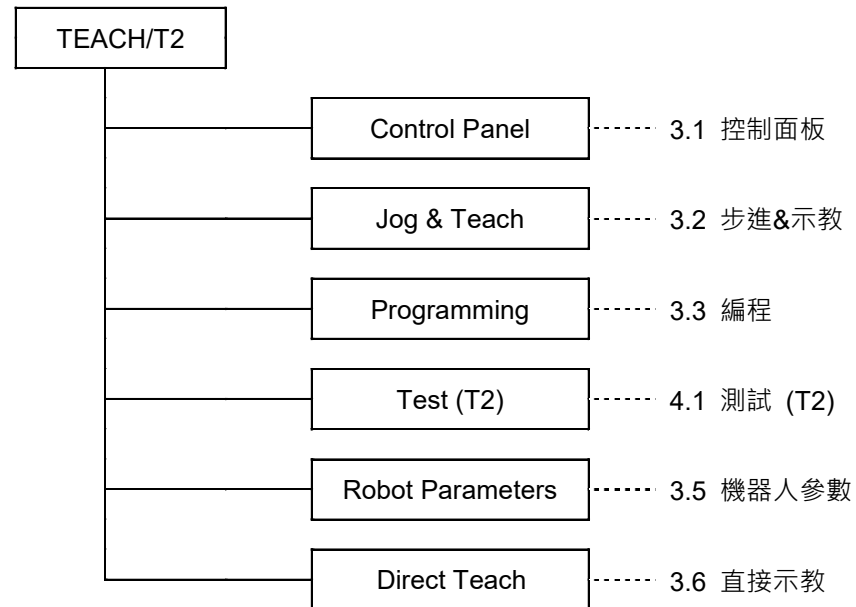 TEACH/T2
Control Panel 3.1 控制面板
Jog & Teach 3.2 步進&示教
Programming 3.3 編程
Test (T2) 4.1 測試 (T2)
Robot Parameters 3.5 機器人參數
Direct Teach 3.6 直接示教